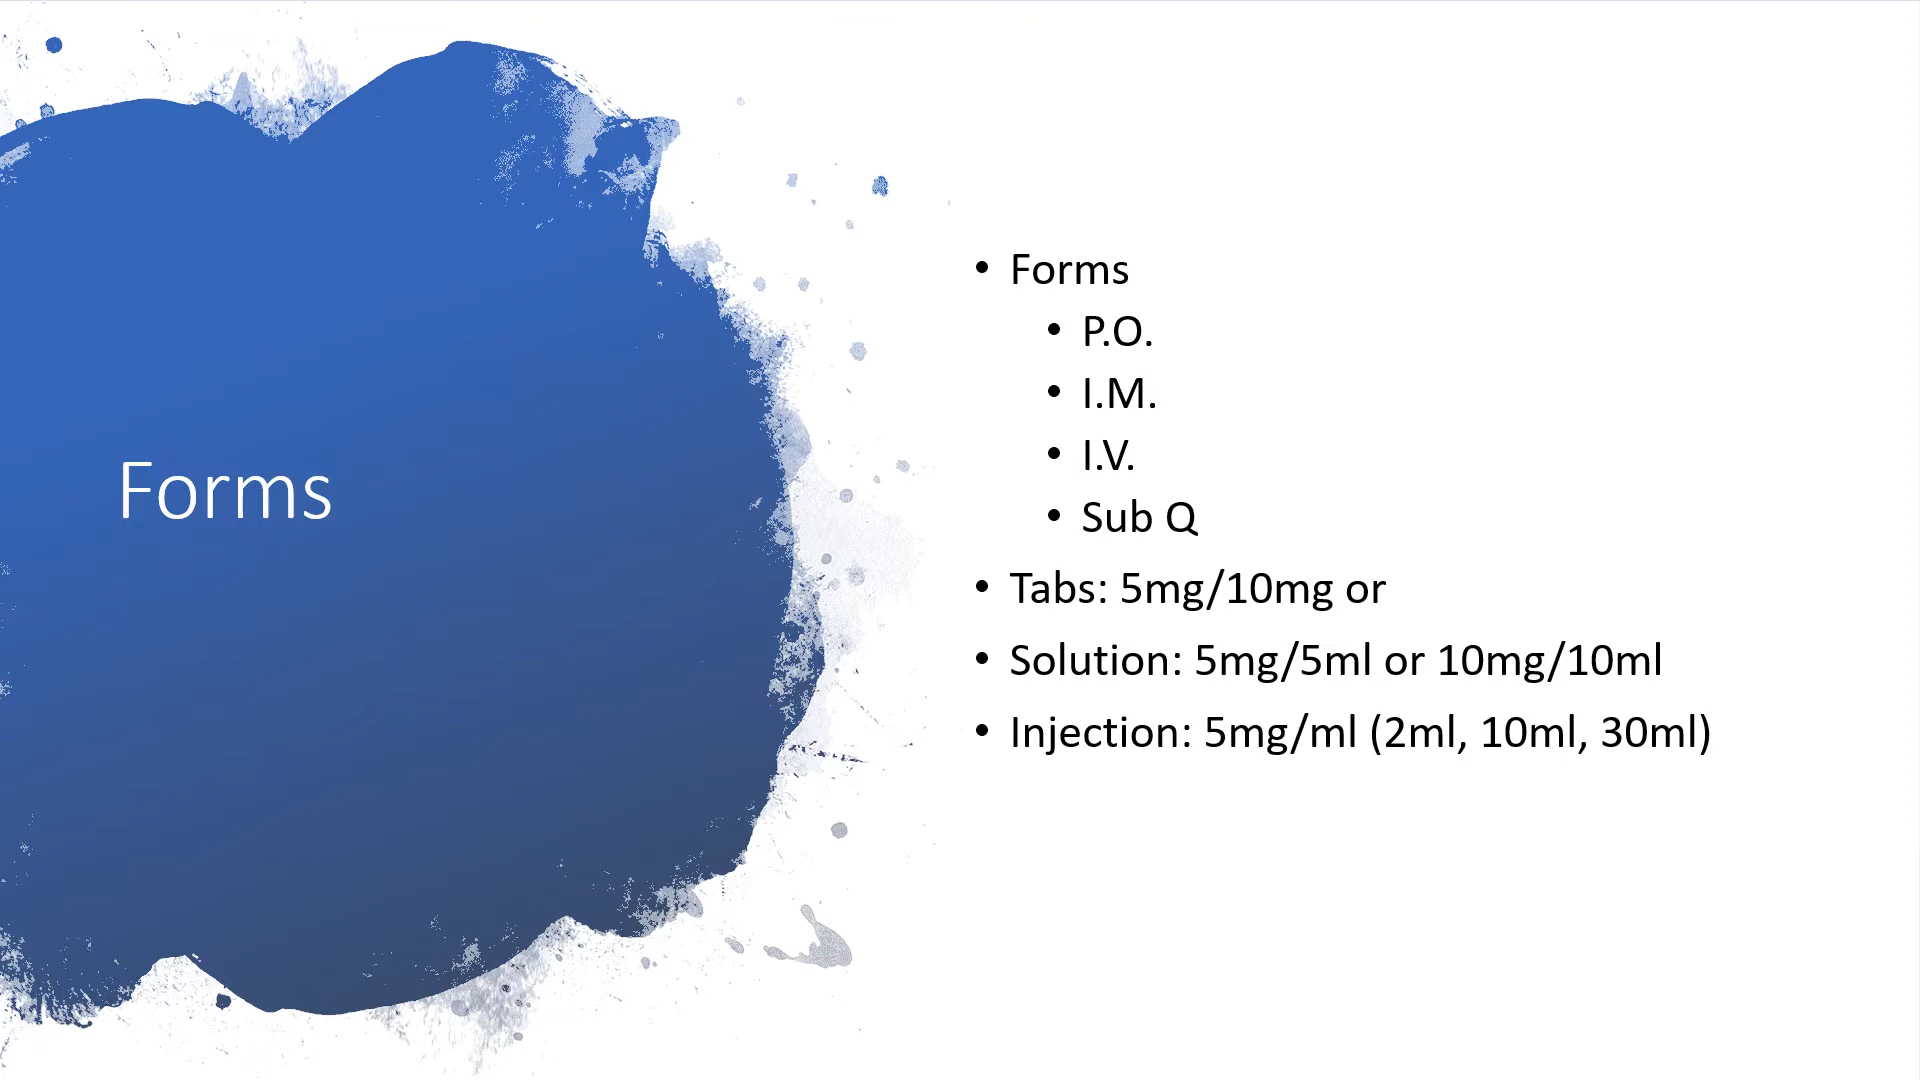 Forms
• Forms
• P.O.
• I.M.
• I.V.
• Sub Q
• Tabs: 5mg/10mg or
• Solution: 5mg/5ml or 10mg/10ml
• Injection: 5mg/ml (2ml, 10ml, 30ml)